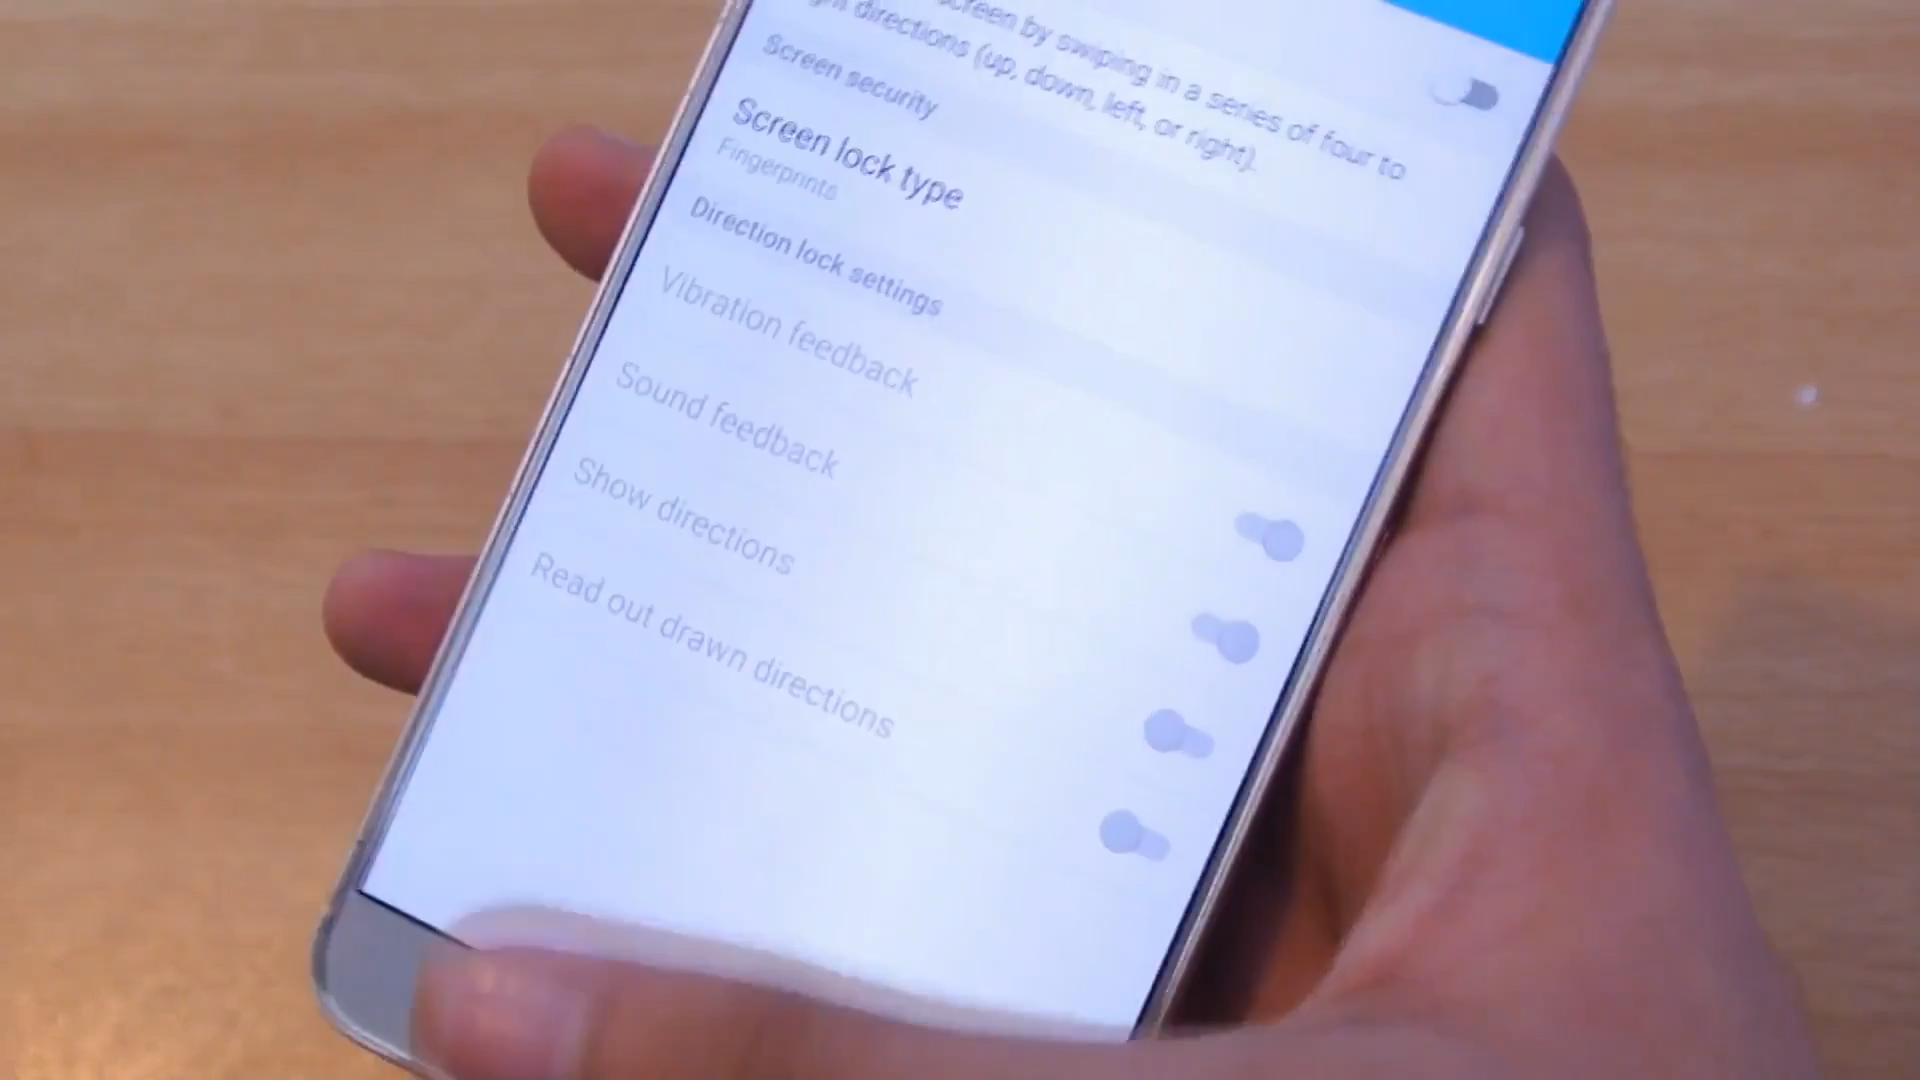 screen by swiping in a series of four to
directions (up, down, left, or right).
Screen security
Screen lock type
Fingerprints
Direction lock settings
Vibration feedback
Sound feedback
Show directions
Read out drawn directions